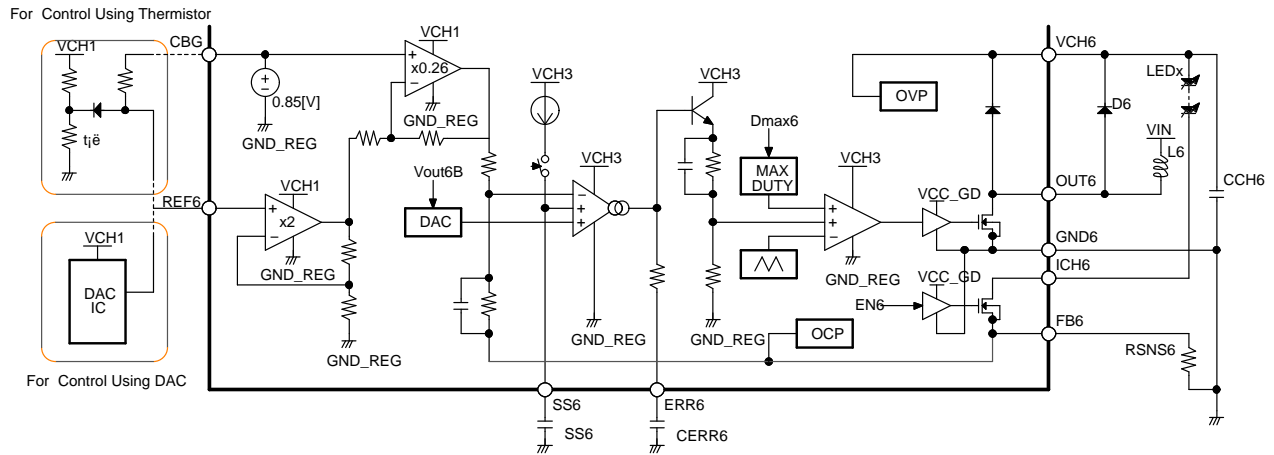 For Control Using Thermistor
VCH1
t¡ë
CBG
0.85[V]
GND_REG
VCH1
x0.26
GND_REG
VCH3
VCH3
OVP
VCH6
LEDx
D6
VIN
L6
OUT6
CCH6
REF6
VCH1
x2
GND_REG
GND_REG
Vout6B
DAC
VCH3
GND_REG
Dmax6
MAX
DUTY
VCH3
GND_REG
GND_REG
VCC_GD
GND6
ICH6
VCC_GD
EN6
OCP
FB6
RSNS6
VCH1
DAC
IC
For Control Using DAC
SS6
SS6
ERR6
CERR6